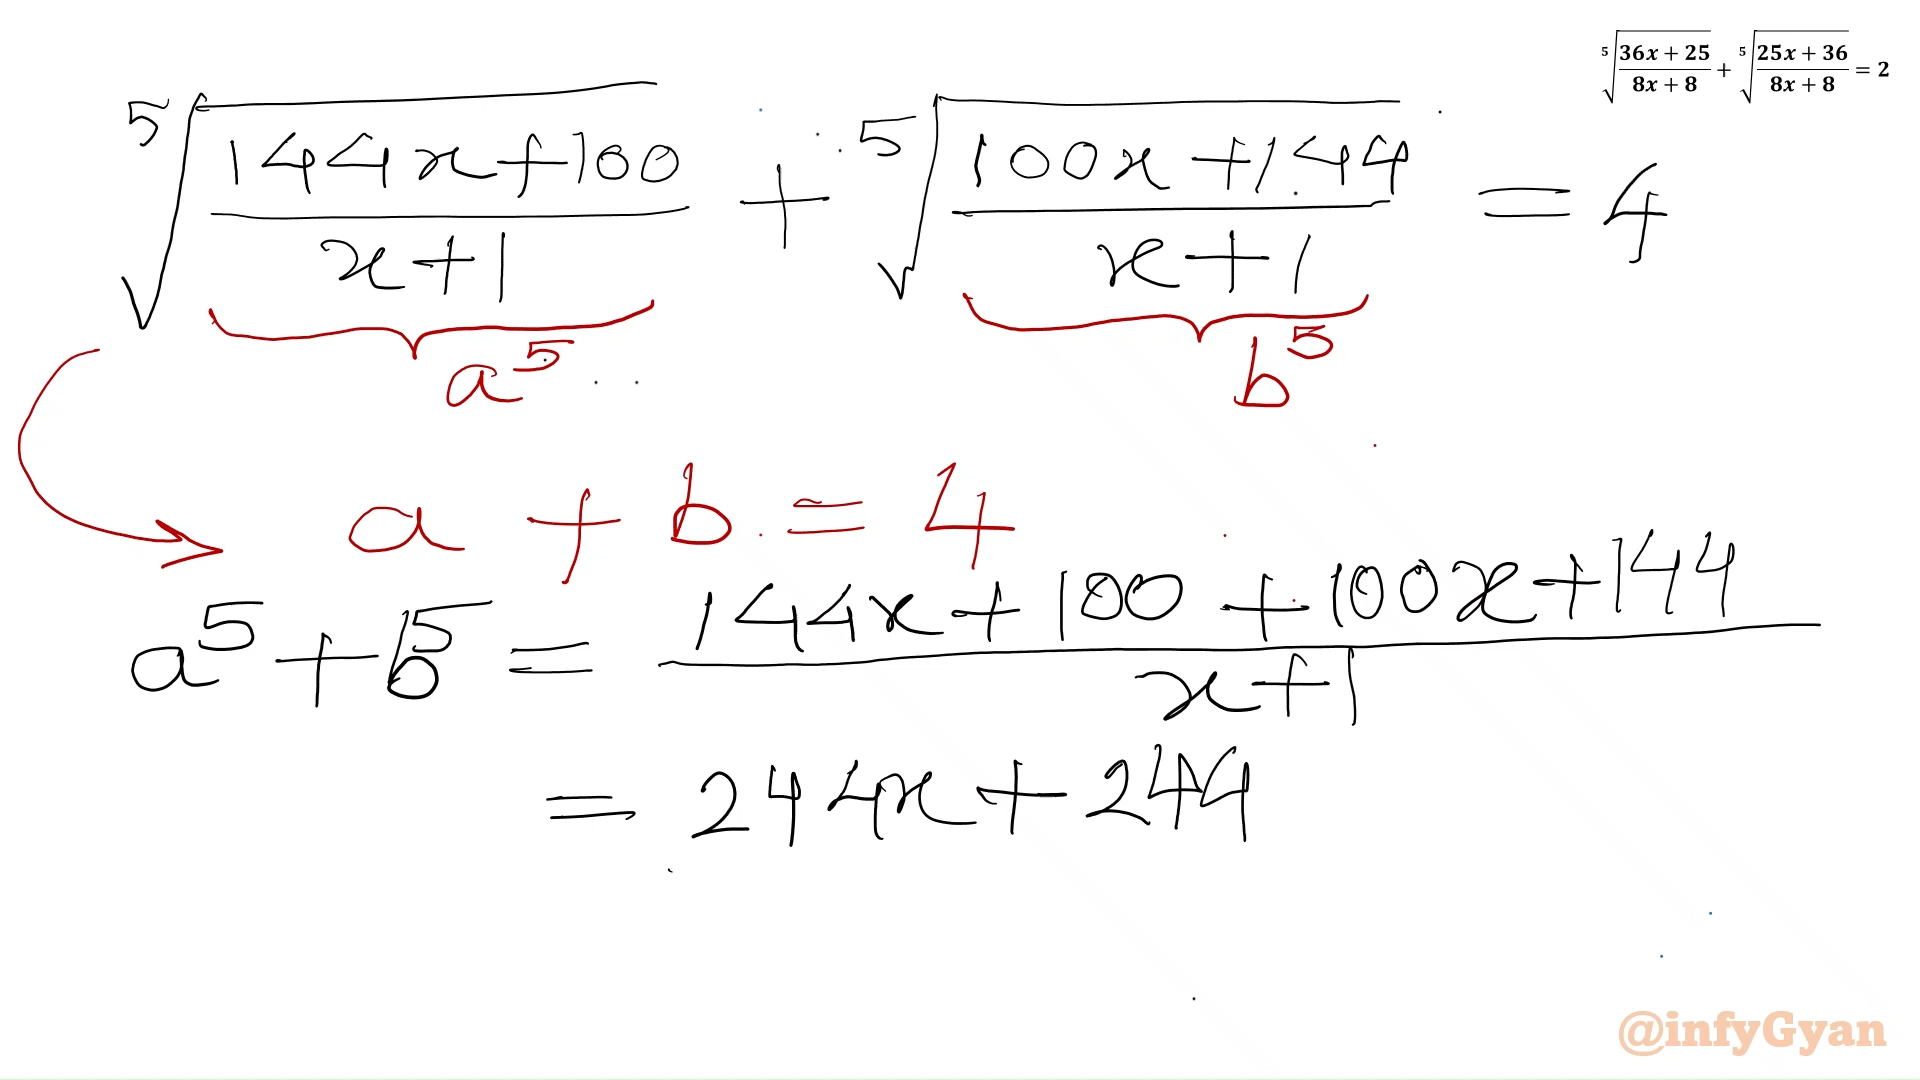 ⁵√((36x + 25)/(8x + 8)) + ⁵√((25x + 36)/(8x + 8)) = 2
⁵√((144x+100)/(x+1)) + ⁵√((100x+144)/(x+1)) = 4
a⁵ b⁵
a + b = 4
a⁵+b⁵ = (144x+100+100x+144)/(x+1)
= 244x+244
@infyGyan